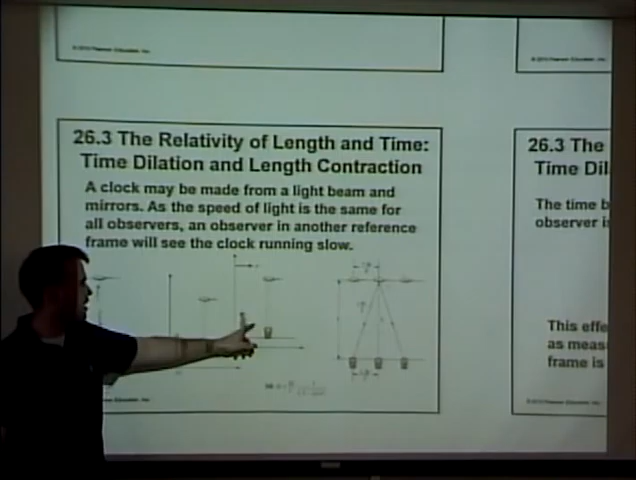 26.3 The Relativity of Length and Time:
Time Dilation and Length Contraction
A clock may be made from a light beam and
mirrors. As the speed of light is the same for
all observers, an observer in another reference
frame will see the clock running slow.
26.3 The
Time Dil
The time b
observer i
This effe
as meas
frame is